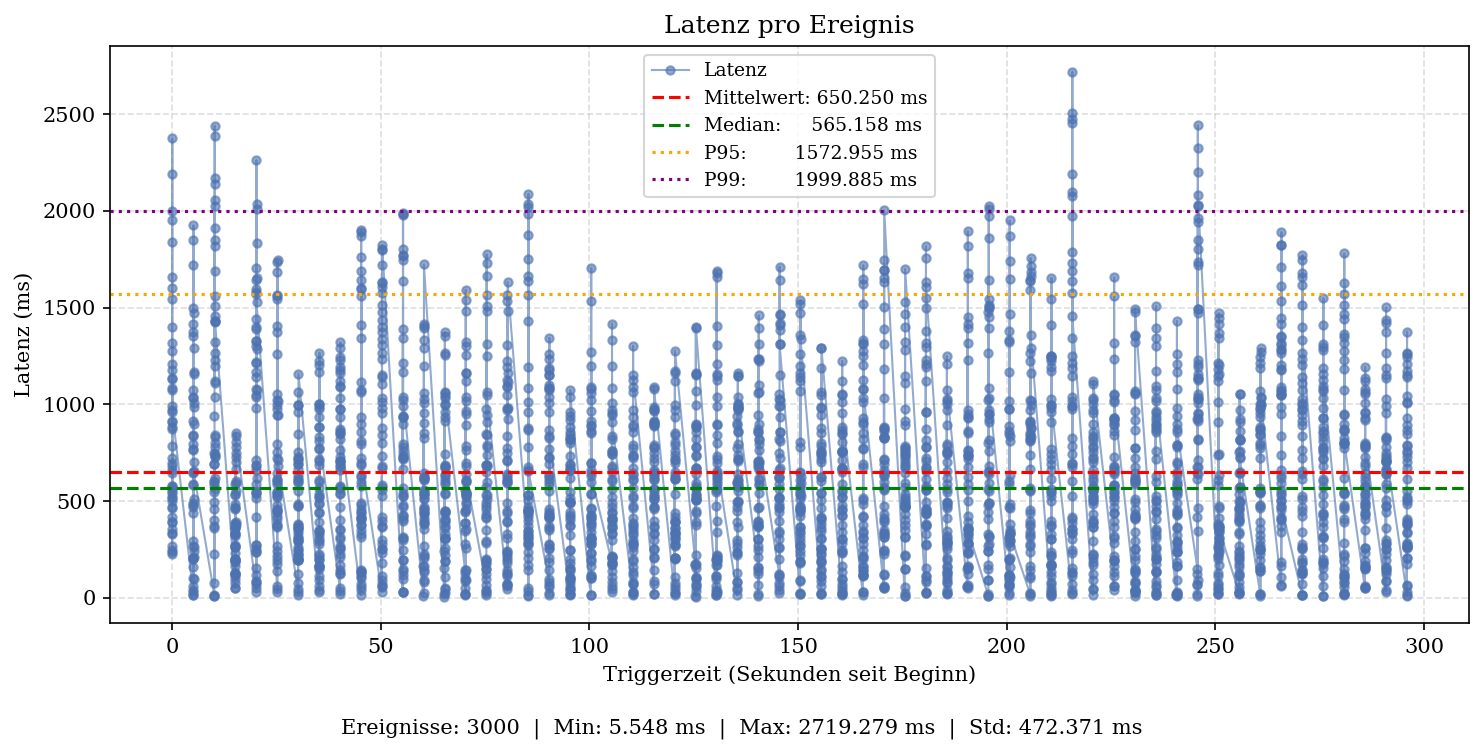 Latenz pro Ereignis
Latenz
Mittelwert: 650.250 ms
Median: 565.158 ms
P95: 1572.955 ms
P99: 1999.885 ms
Latenz (ms)
2500
2000
1500
1000
500
0
0 50 100 150 200 250 300
Triggerzeit (Sekunden seit Beginn)
Ereignisse: 3000 | Min: 5.548 ms | Max: 2719.279 ms | Std: 472.371 ms